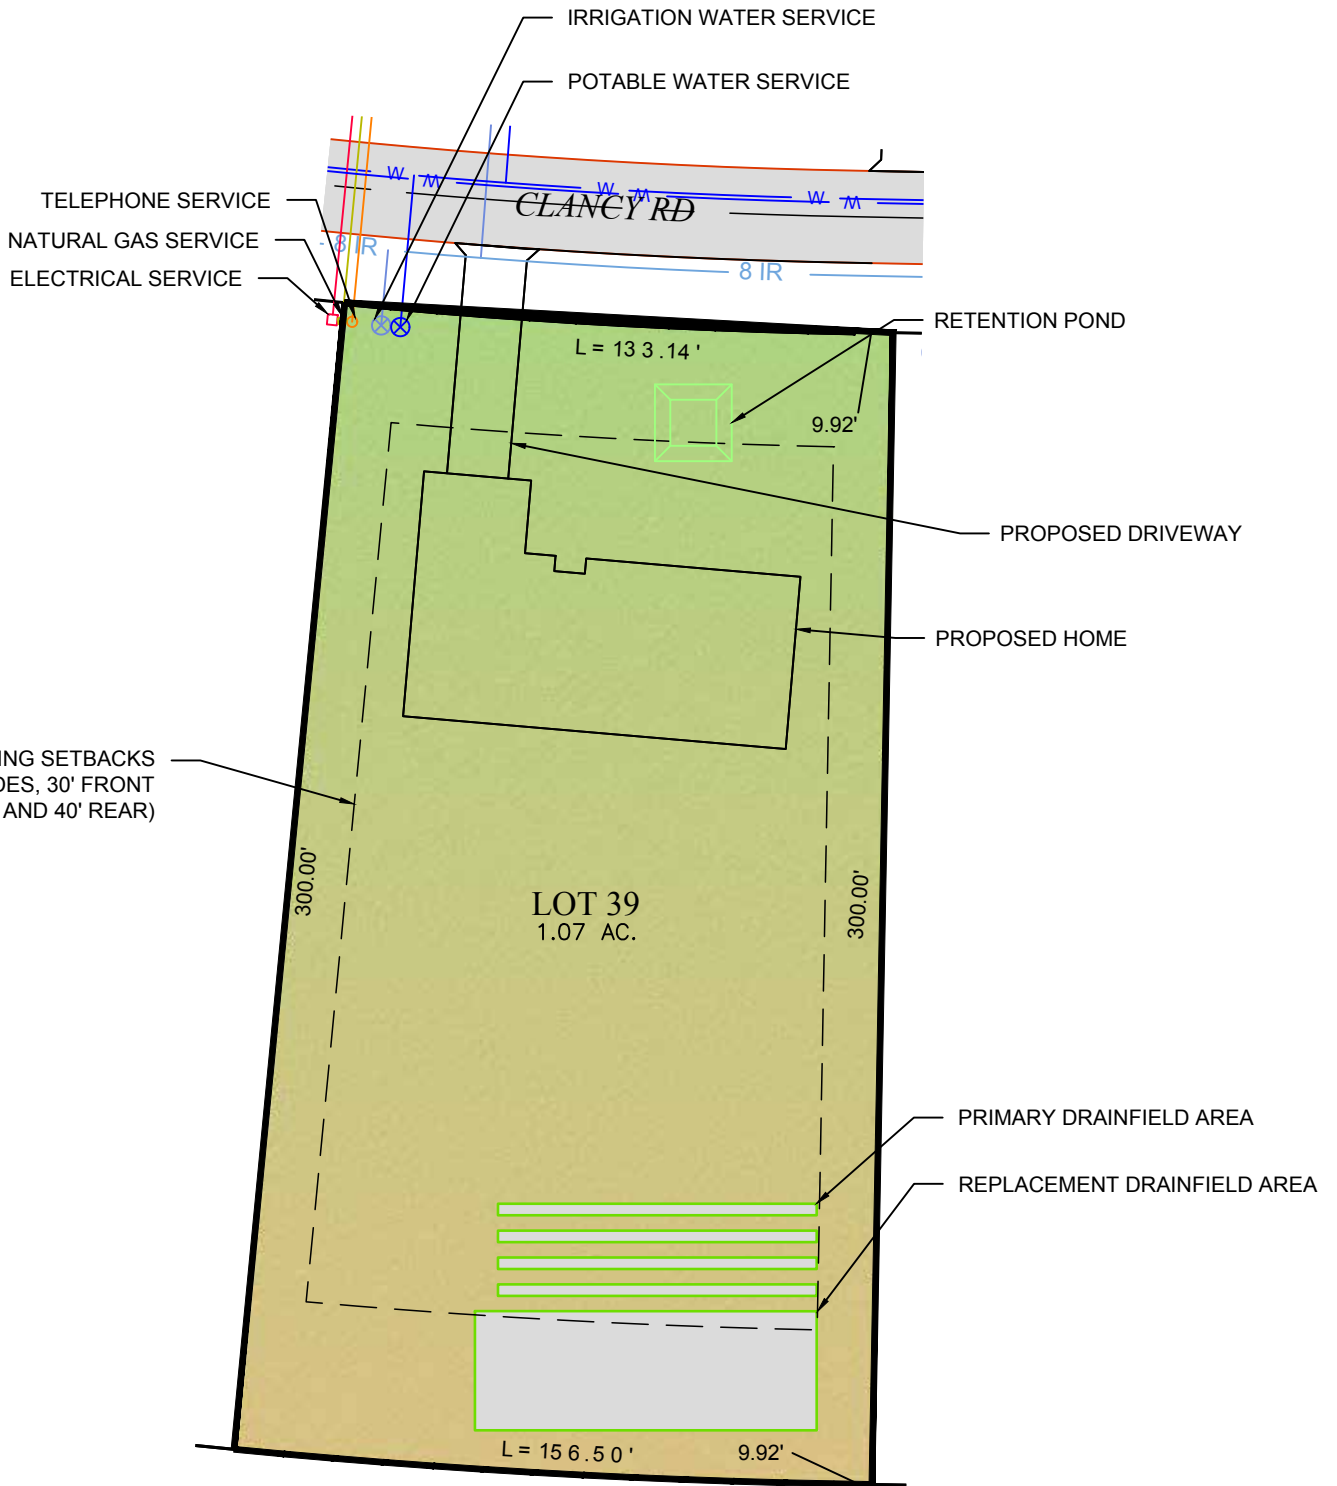 IRRIGATION WATER SERVICE
POTABLE WATER SERVICE
W W W W W W
CLANCY RD
TELEPHONE SERVICE
NATURAL GAS SERVICE
ELECTRICAL SERVICE
8 IR
8 IR
RETENTION POND
L = 133.14'
9.92'
PROPOSED DRIVEWAY
PROPOSED HOME
ING SETBACKS
DES, 30' FRONT
AND 40' REAR)
300.00'
300.00'
LOT 39
1.07 AC.
PRIMARY DRAINFIELD AREA
REPLACEMENT DRAINFIELD AREA
L = 156.50'
9.92'